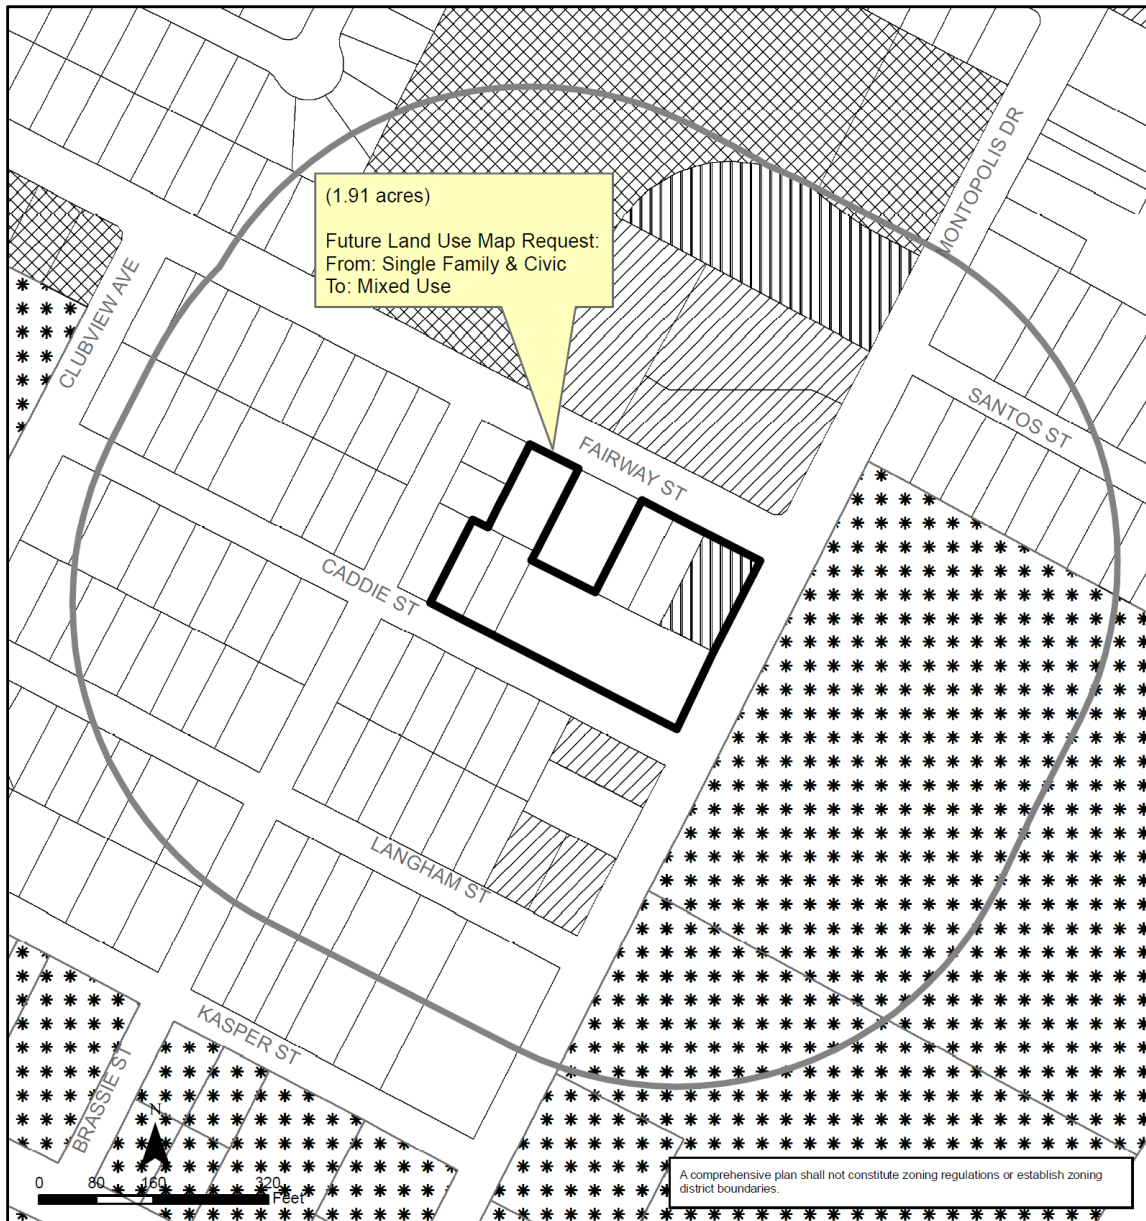 MONTOPOLIS DR
(1.91 acres)
Future Land Use Map Request:
From: Single Family & Civic
To: Mixed Use
CLUBVIEW AVE
SANTOS ST
FAIRWAY ST
CADDIE ST
LANGHAM ST
KASPER ST
BRASSIE ST
N
0 80 160 320
Feet
A comprehensive plan shall not constitute zoning regulations or establish zoning
district boundaries.